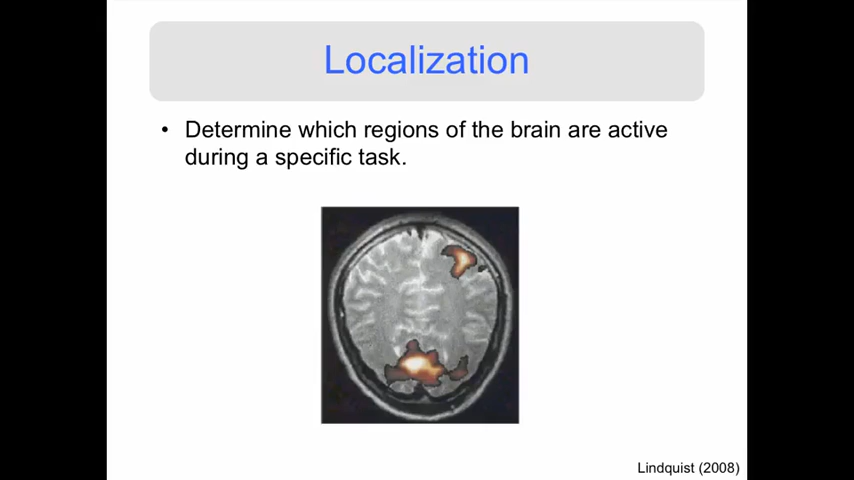 Localization
• Determine which regions of the brain are active
during a specific task.
Lindquist (2008)